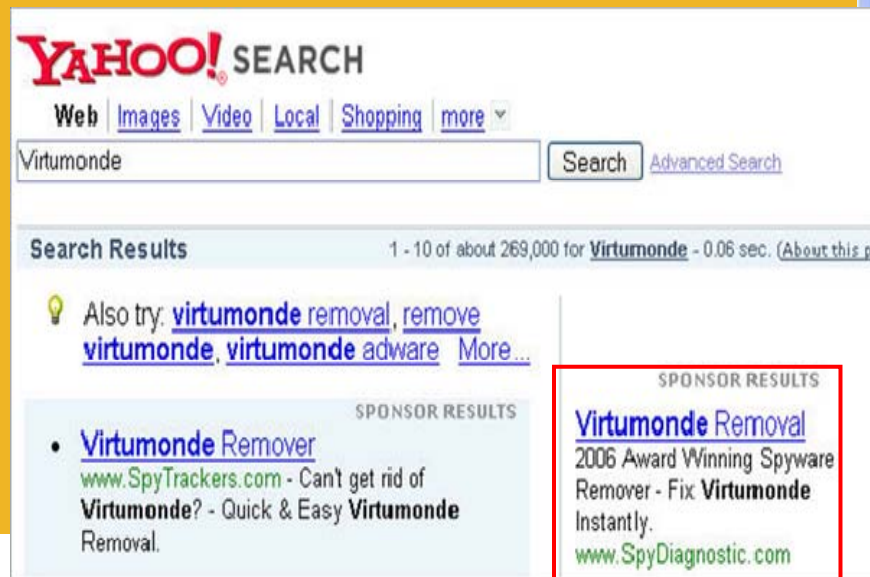 YAHOO! SEARCH
Web | Images | Video | Local | Shopping | more
Virtumonde
Search Advanced Search
Search Results 1 - 10 of about 269,000 for Virtumonde - 0.06 sec. (About this p
Also try: virtumonde removal, remove
virtumonde, virtumonde adware More...
SPONSOR RESULTS
• Virtumonde Remover
www.SpyTrackers.com - Can't get rid of
Virtumonde? - Quick & Easy Virtumonde
Removal.
SPONSOR RESULTS
Virtumonde Removal
2006 Award Winning Spyware
Remover - Fix Virtumonde
Instantly.
www.SpyDiagnostic.com